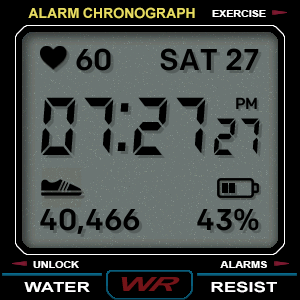 ALARM CHRONOGRAPH EXERCISE
60 SAT 27
07:27 27 PM
40,466 43%
UNLOCK ALARMS
WATER WR RESIST